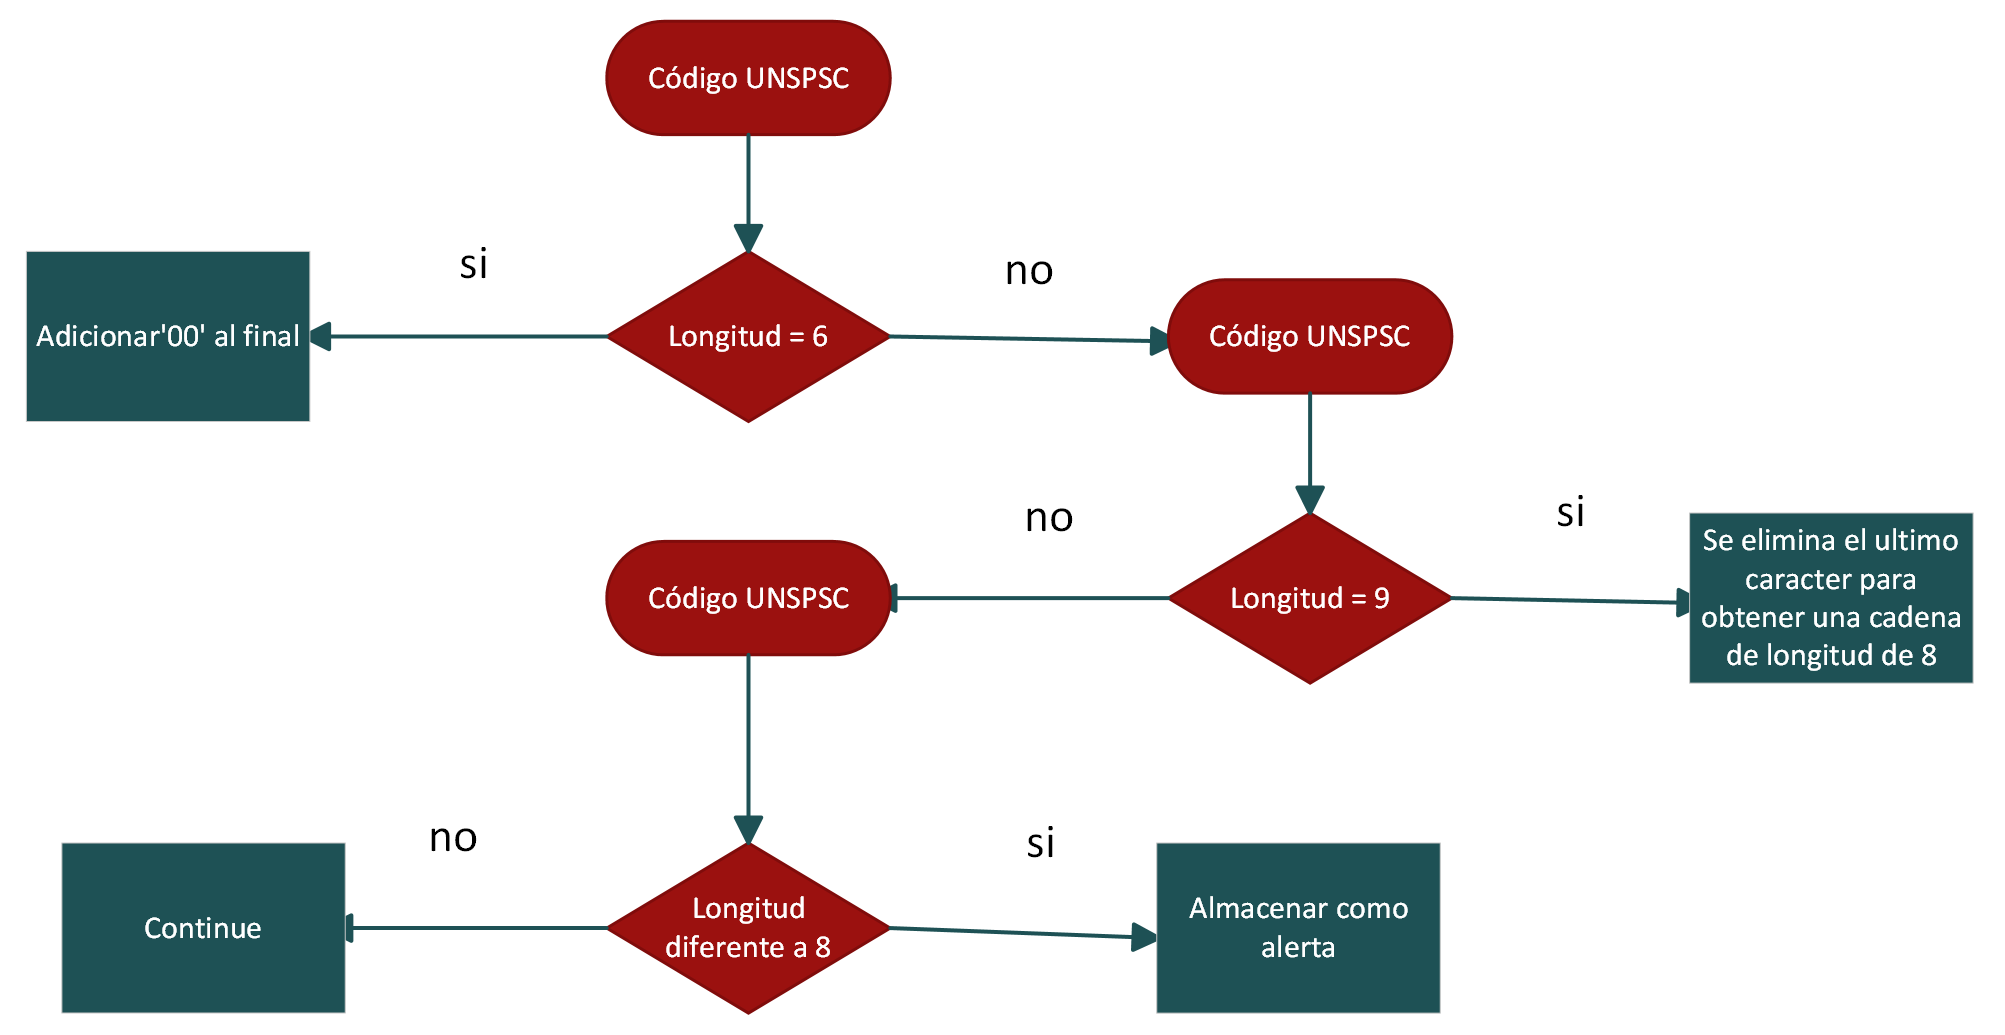 Código UNSPSC
si
no
Adicionar'00' al final
Longitud = 6
Código UNSPSC
no
si
Código UNSPSC
Longitud = 9
Se elimina el ultimo
caracter para
obtener una cadena
de longitud de 8
no
si
Continue
Longitud
diferente a 8
Almacenar como
alerta